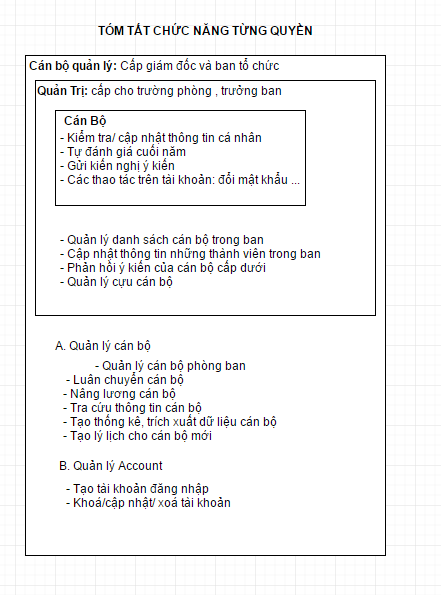 TÓM TẤT CHỨC NĂNG TỪNG QUYỀN
Cán bộ quản lý: Cấp giám đốc và ban tổ chức
Quản Trị: cấp cho trường phòng , trưởng ban
Cán Bộ
- Kiểm tra/ cập nhật thông tin cá nhân
- Tự đánh giá cuối năm
- Gửi kiến nghị ý kiến
- Các thao tác trên tài khoản: đổi mật khẩu ...
- Quản lý danh sách cán bộ trong ban
- Cập nhật thông tin những thành viên trong ban
- Phản hồi ý kiến của cán bộ cấp dưới
- Quản lý cựu cán bộ
A. Quản lý cán bộ
- Quản lý cán bộ phòng ban
- Luân chuyển cán bộ
- Nâng lương cán bộ
- Tra cứu thông tin cán bộ
- Tạo thống kê, trích xuất dữ liệu cán bộ
- Tạo lý lịch cho cán bộ mới
B. Quản lý Account
- Tạo tài khoản đăng nhập
- Khoá/cập nhật/ xoá tài khoản